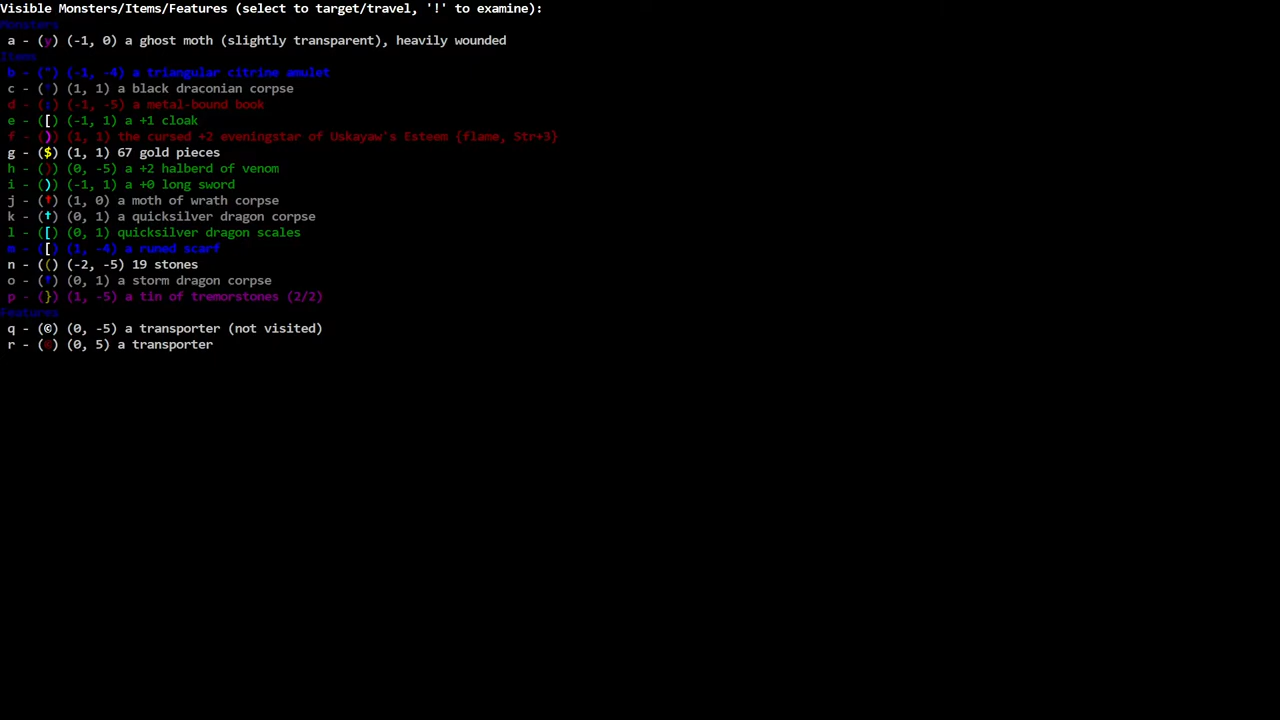 Visible Monsters/Items/Features (select to target/travel, '!' to examine):
Monsters
a - (y) (-1, 0) a ghost moth (slightly transparent), heavily wounded
Items
b - (") (-1, -4) a triangular citrine amulet
c - (†) (1, 1) a black draconian corpse
d - (:) (-1, -5) a metal-bound book
e - ([) (-1, 1) a +1 cloak
f - ()) (1, 1) the cursed +2 eveningstar of Uskayaw's Esteem {flame, Str+3}
g - ($) (1, 1) 67 gold pieces
h - ()) (0, -5) a +2 halberd of venom
i - ()) (-1, 1) a +0 long sword
j - (†) (1, 0) a moth of wrath corpse
k - (†) (0, 1) a quicksilver dragon corpse
l - ([) (0, 1) quicksilver dragon scales
m - ([) (1, -4) a runed scarf
n - (() (-2, -5) 19 stones
o - (†) (0, 1) a storm dragon corpse
p - (}) (1, -5) a tin of tremorstones (2/2)
Features
q - (©) (0, -5) a transporter (not visited)
r - (©) (0, 5) a transporter